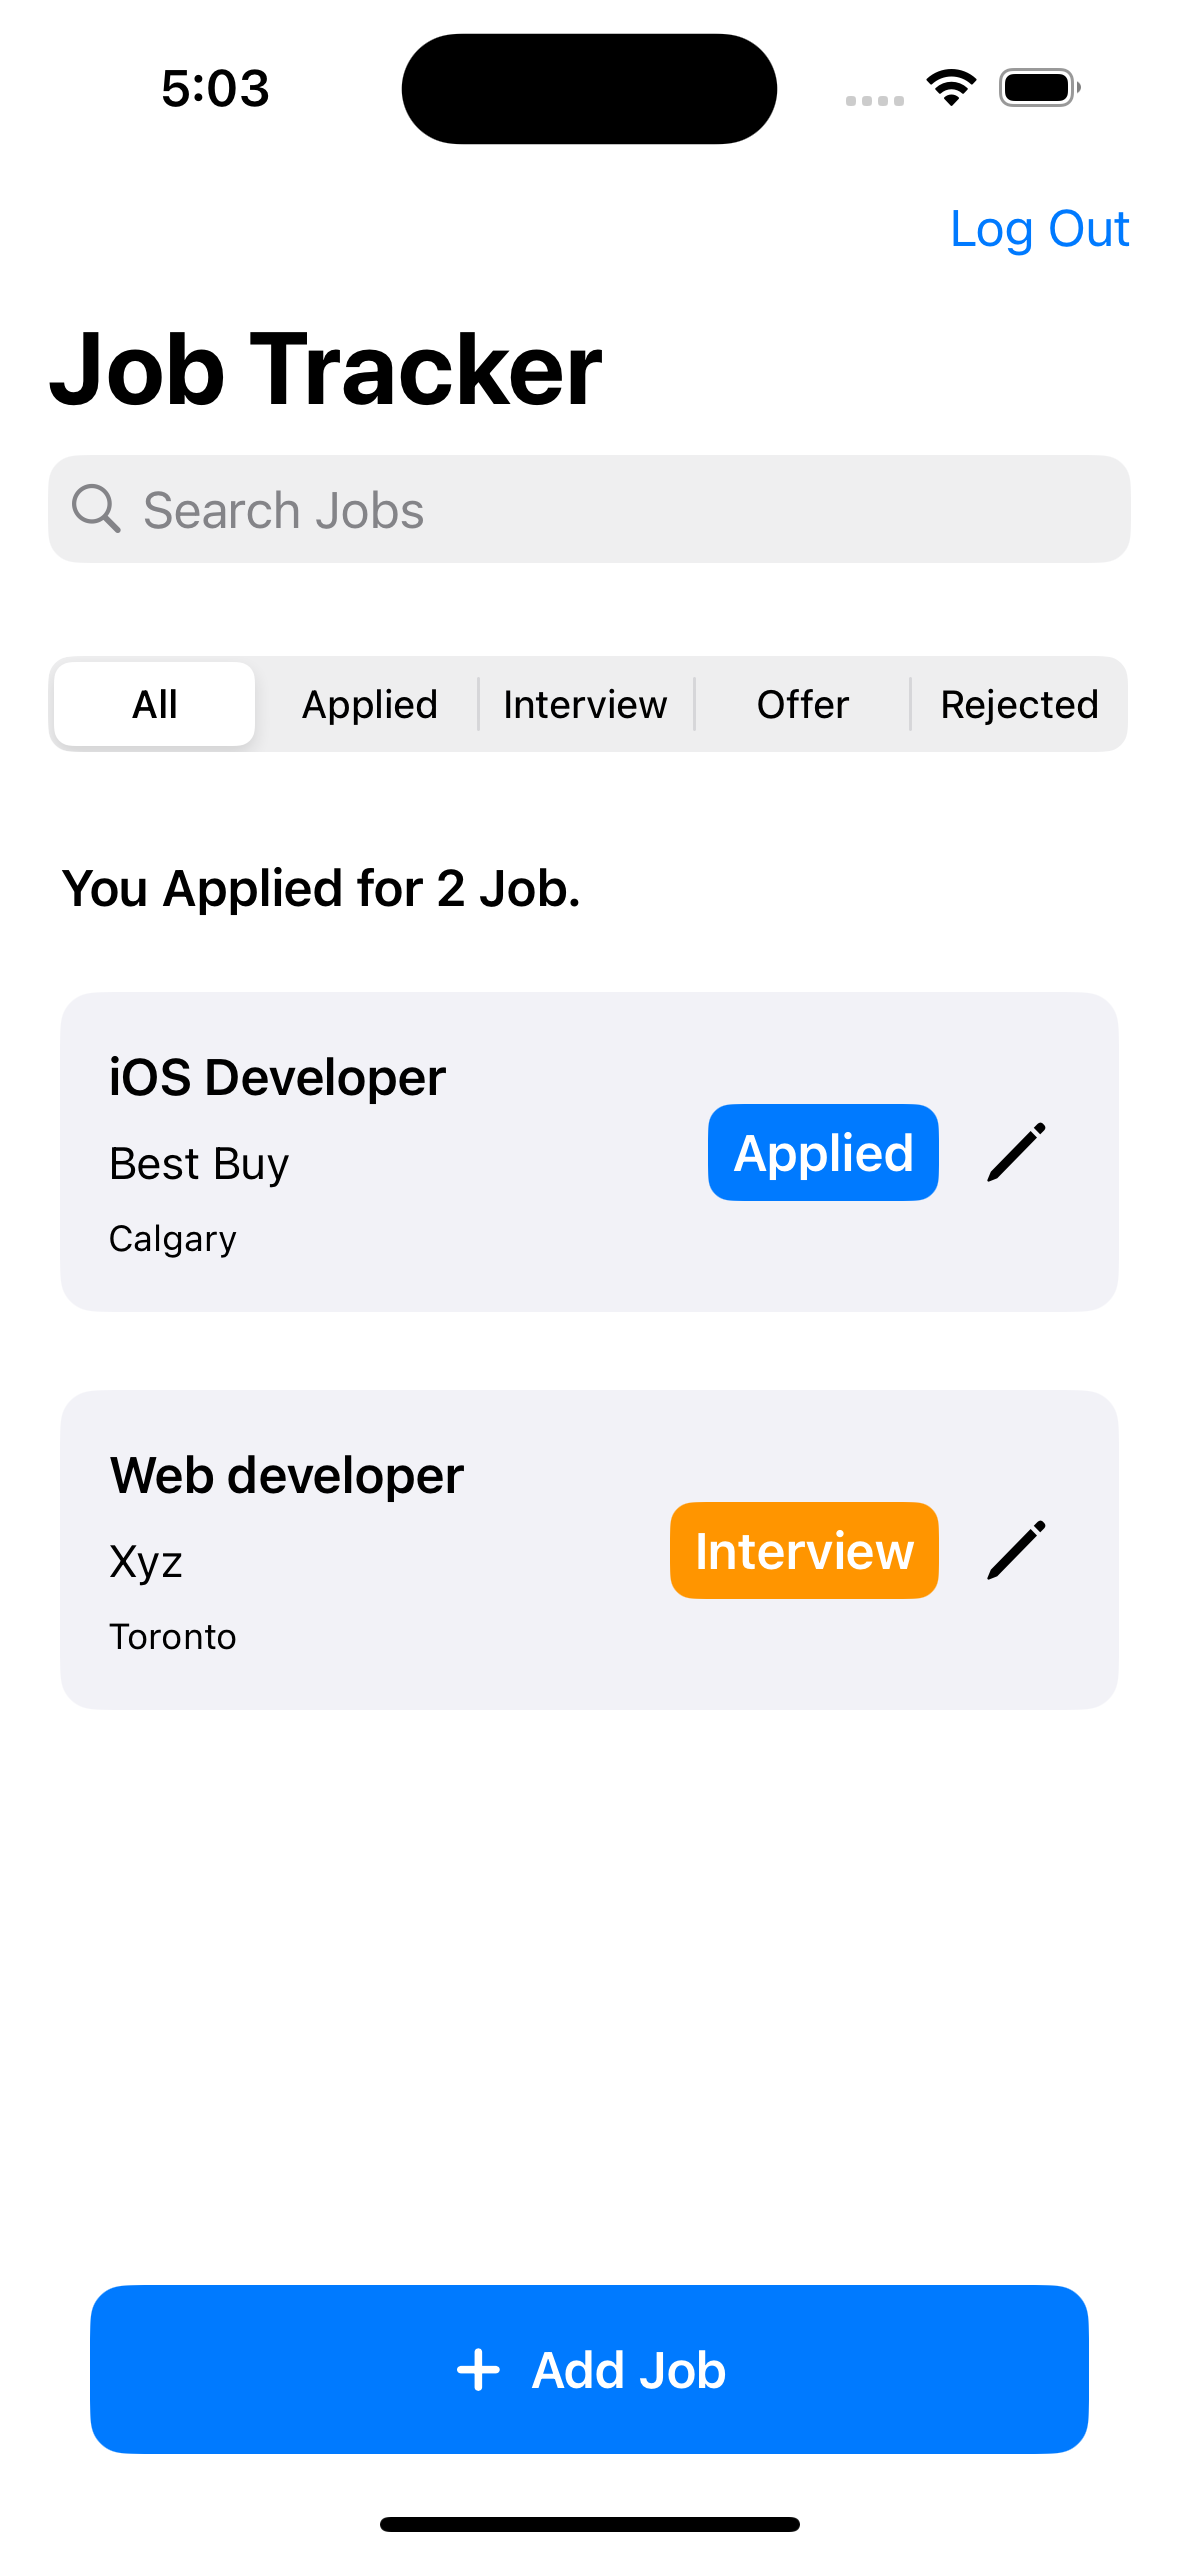 5:03
Log Out
Job Tracker
Search Jobs
All Applied Interview Offer Rejected
You Applied for 2 Job.
iOS Developer
Best Buy
Calgary
Applied
Web developer
Xyz
Toronto
Interview
+ Add Job